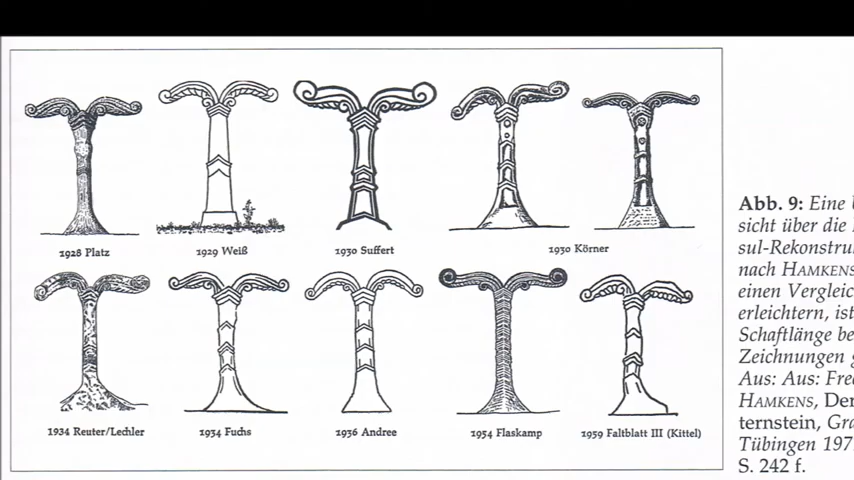 1928 Platz
1929 Weiß
1930 Suffert
1930 Körner
1934 Reuter/Lechler
1934 Fuchs
1936 Andree
1954 Flaskamp
1959 Faltblatt III (Kittel)
Abb. 9: Eine
sicht über die
sul-Rekonstru
nach HAMKENS
einen Vergleic
erleichtern, ist
Schaftlänge be
Zeichnungen
Aus: Aus: Fre
HAMKENS, Der
ternstein, Gra
Tübingen 197
S. 242 f.